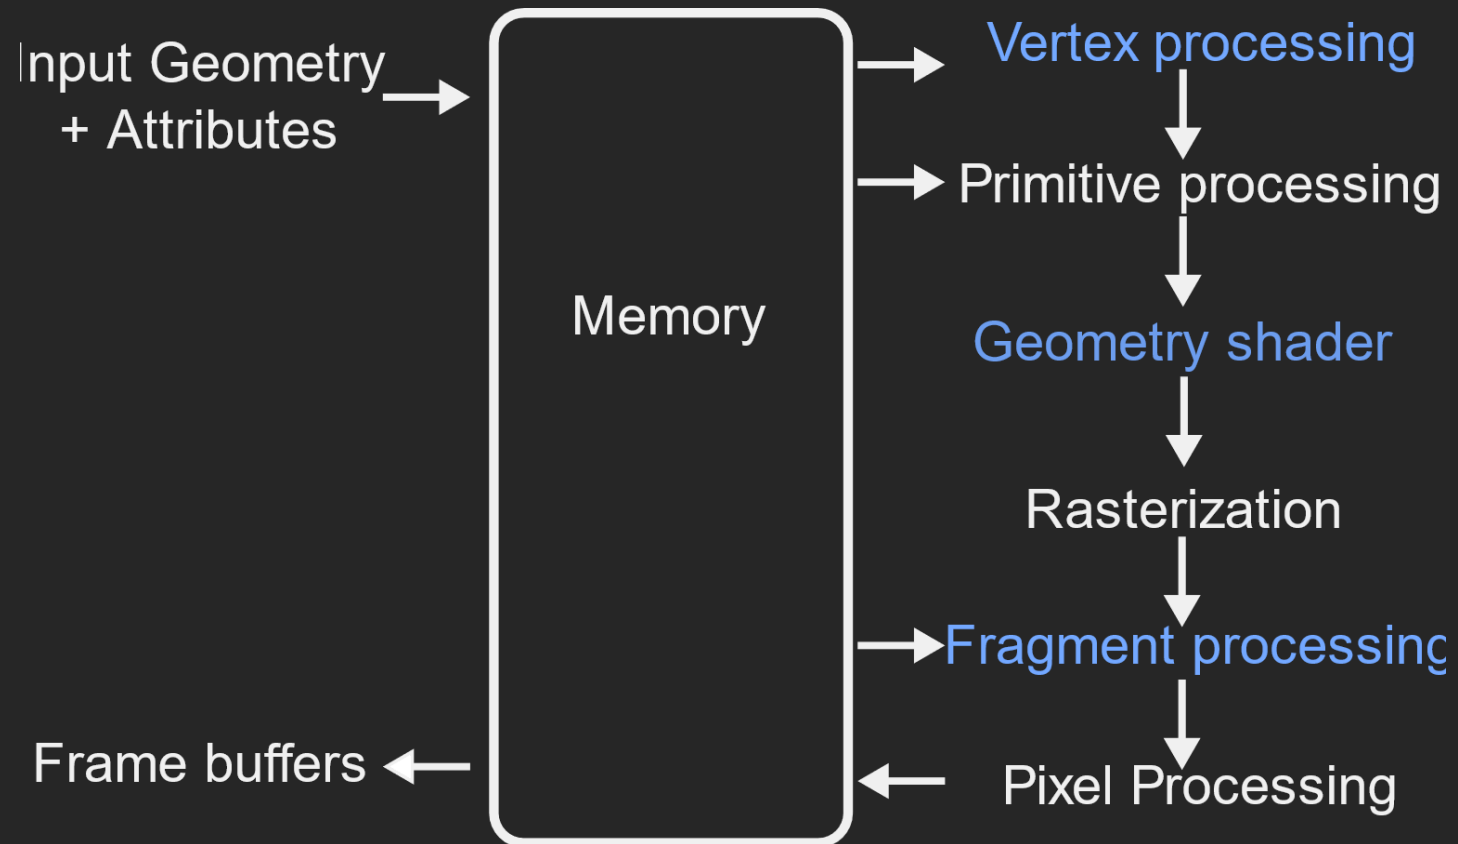 Input Geometry
+ Attributes
Memory
Vertex processing
Primitive processing
Geometry shader
Rasterization
Fragment processing
Pixel Processing
Frame buffers